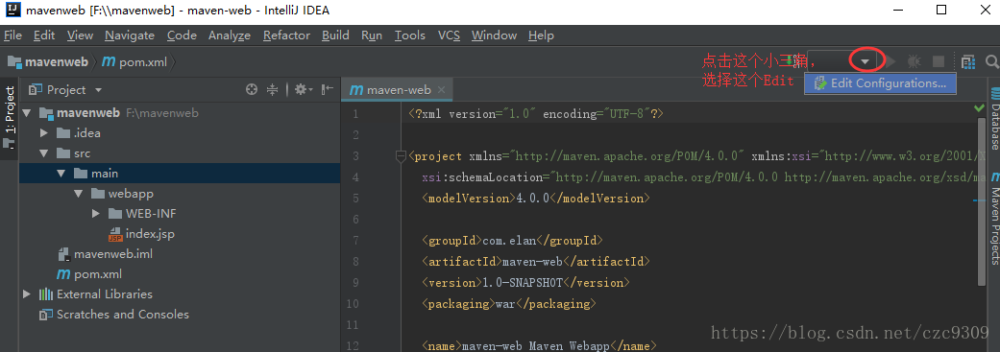 mavenweb [F:\\mavenweb] - maven-web - IntelliJ IDEA
File Edit View Navigate Code Analyze Refactor Build Run Tools VCS Window Help
mavenweb pom.xml
点击这个小三角，
选择这个Edit
Edit Configurations...
1: Project
Project
mavenweb F:\mavenweb
.idea
src
main
webapp
WEB-INF
index.jsp
mavenweb.iml
pom.xml
External Libraries
Scratches and Consoles
maven-web
1 <?xml version="1.0" encoding="UTF-8"?>
2
3 <project xmlns="http://maven.apache.org/POM/4.0.0" xmlns:xsi="http://www.w3.org/2001/
4 xsi:schemaLocation="http://maven.apache.org/POM/4.0.0 http://maven.apache.org/xsd/
5 <modelVersion>4.0.0</modelVersion>
6
7 <groupId>com.elan</groupId>
8 <artifactId>maven-web</artifactId>
9 <version>1.0-SNAPSHOT</version>
10 <packaging>war</packaging>
11
12 <name>maven-web Maven Webapp</name>
Database
Maven Projects
https://blog.csdn.net/czc9309